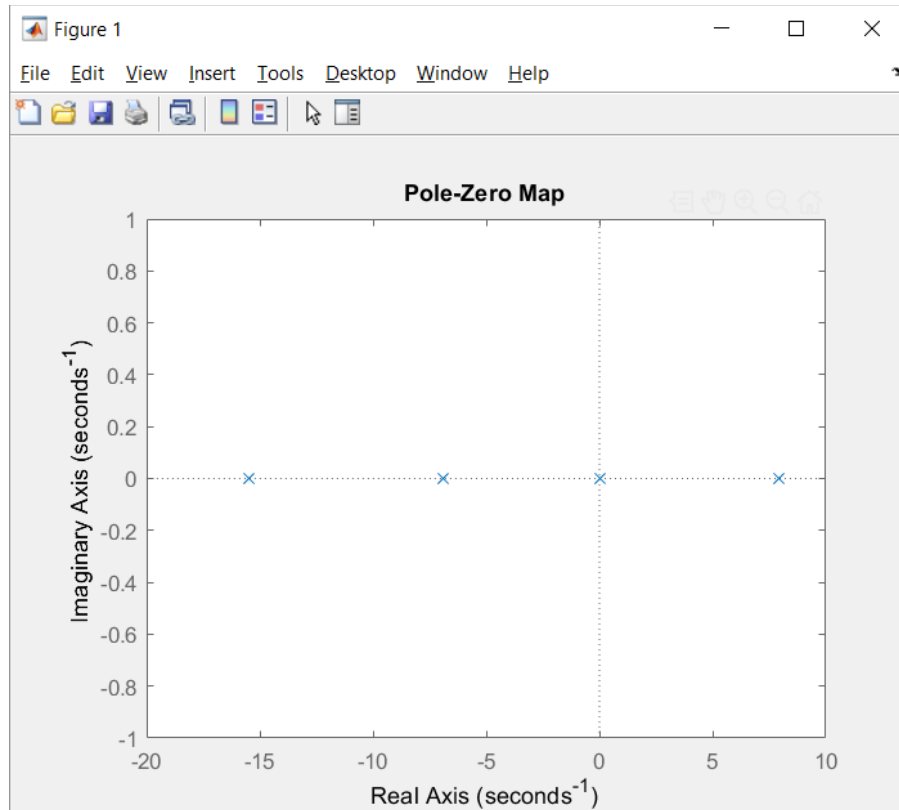 Figure 1
File Edit View Insert Tools Desktop Window Help
Pole-Zero Map
1
0.8
0.6
0.4
0.2
0
-0.2
-0.4
-0.6
-0.8
-1
Imaginary Axis (seconds⁻¹)
-20 -15 -10 -5 0 5 10
Real Axis (seconds⁻¹)